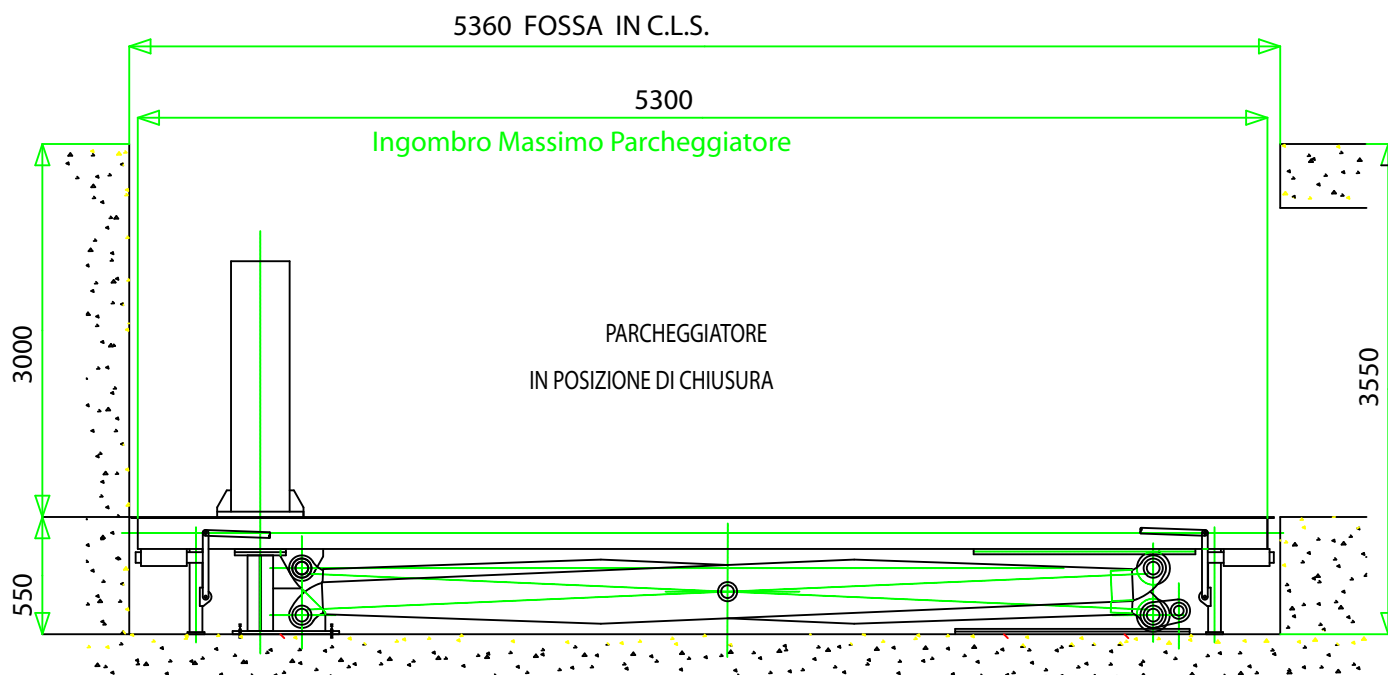 5360 FOSSA IN C.L.S.
5300
Ingombro Massimo Parcheggiatore
3000
PARCHEGGIATORE
IN POSIZIONE DI CHIUSURA
3550
550